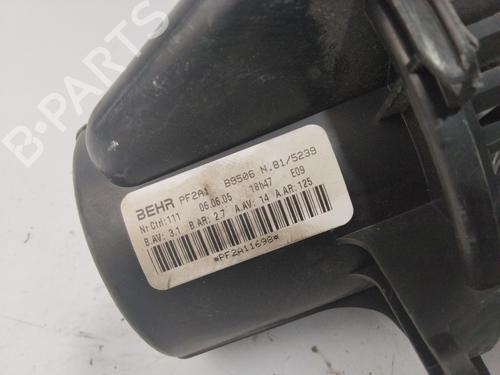 B-PARTS
BEHR PF2A1 B9506 N.81/5239
Nr Ctrl:111 06.06.05 18h47 E09
B.AV: 3.1 B.AR: 2.7 A.AV: 14 A.AR: 125
*PF2A11698*